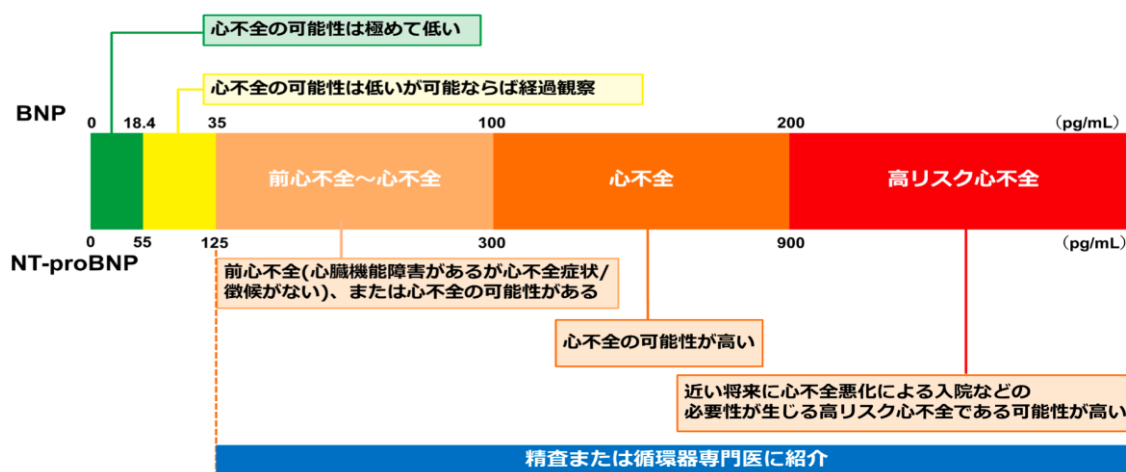 心不全の可能性は極めて低い
心不全の可能性は低いが可能ならば経過観察
BNP
0 18.4 35 100 200 (pg/mL)
前心不全～心不全 心不全 高リスク心不全
0 55 125 300 900 (pg/mL)
NT-proBNP
前心不全(心臓機能障害があるが心不全症状/
徴候がない)、または心不全の可能性がある
心不全の可能性が高い
近い将来に心不全悪化による入院などの
必要性が生じる高リスク心不全である可能性が高い
精査または循環器専門医に紹介